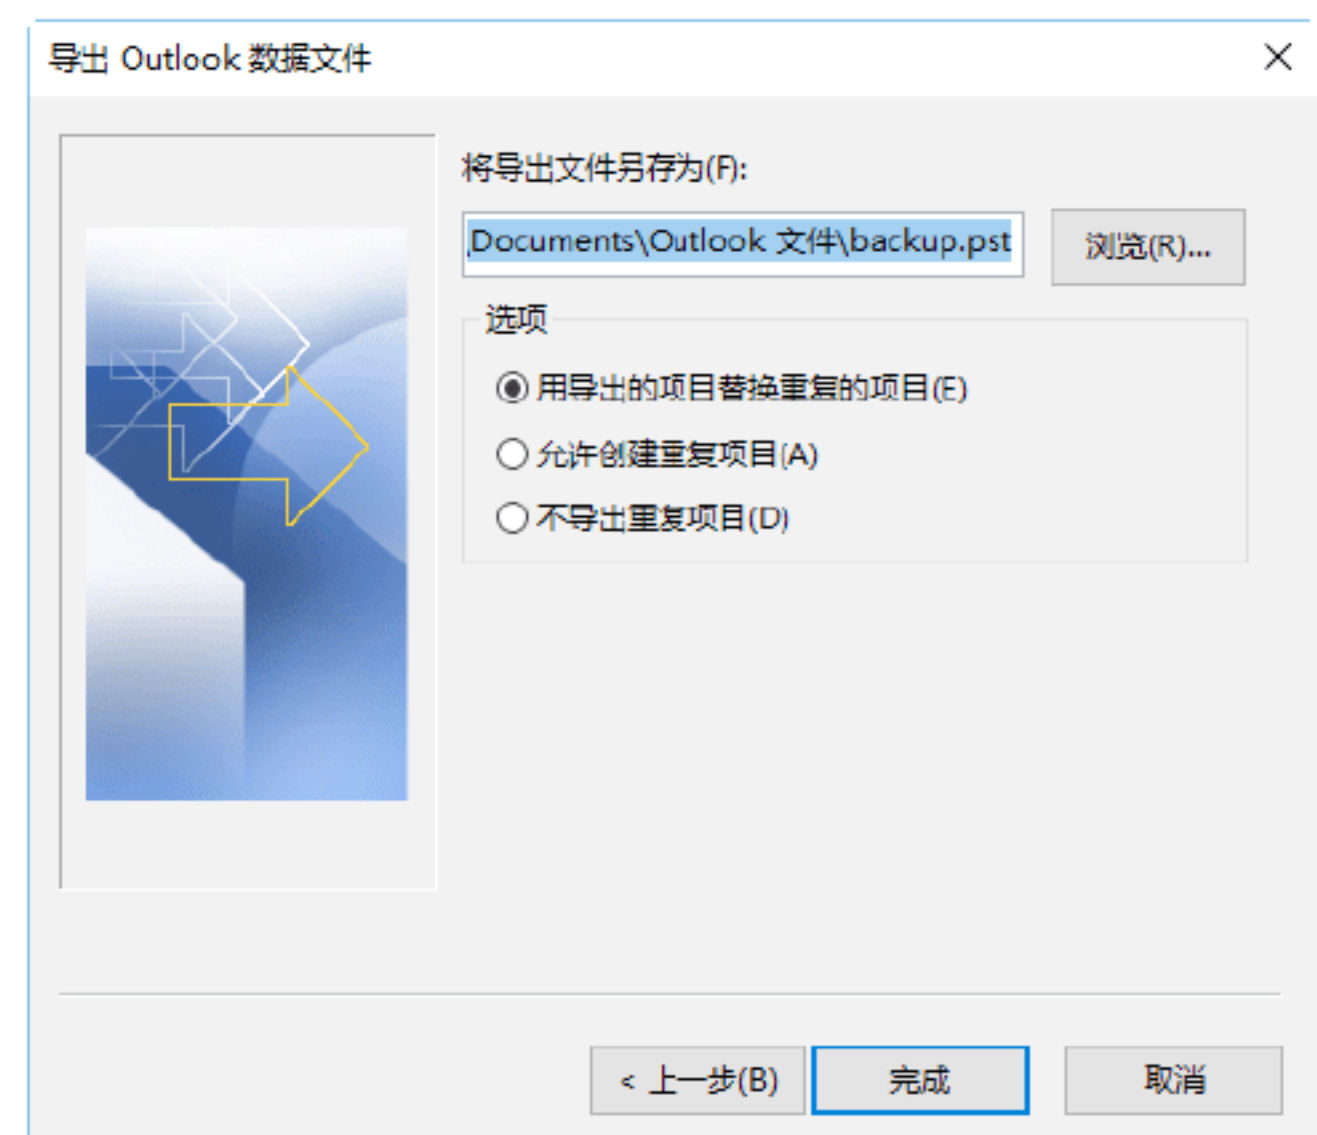 导出 Outlook 数据文件
将导出文件另存为(F):
Documents\Outlook 文件\backup.pst
浏览(R)...
选项
用导出的项目替换重复的项目(E)
允许创建重复项目(A)
不导出重复项目(D)
< 上一步(B)
完成
取消